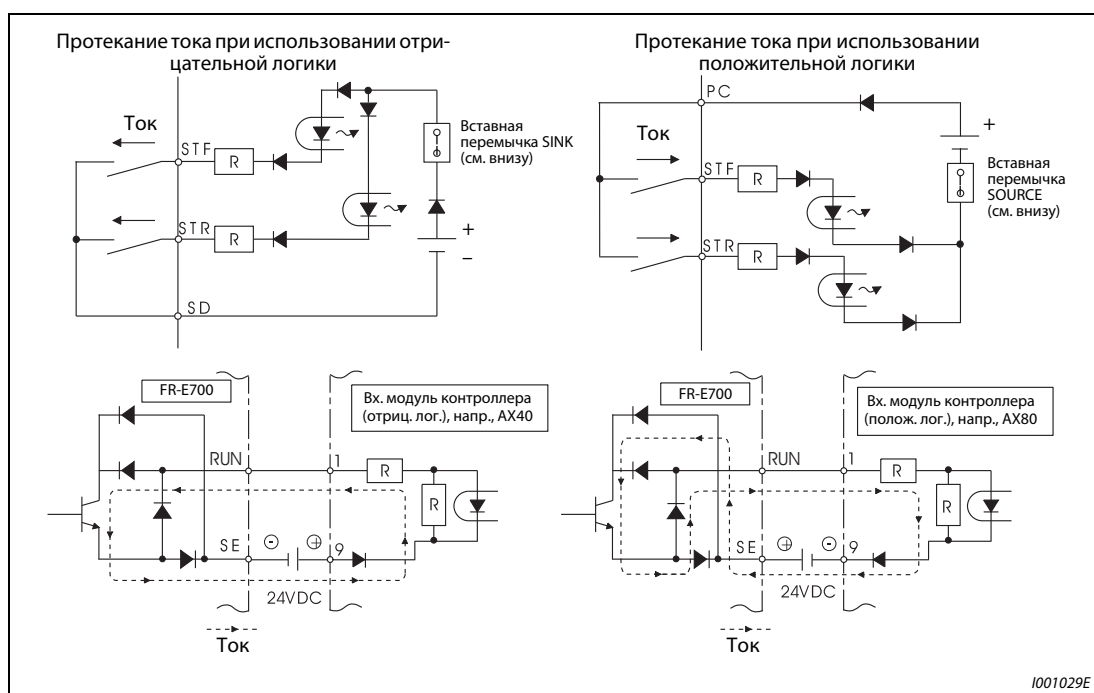 Протекание тока при использовании отри-
цательной логики
Ток
STF
R
STR
R
SD
Вставная
перемычка SINK
(см. внизу)
+
−
Протекание тока при использовании
положительной логики
PC
Ток
STF
R
STR
R
+
Вставная
перемычка
SOURCE
(см. внизу)
FR-E700
Вх. модуль контроллера
(отриц. лог.), напр., AX40
RUN
1
R
R
SE
9
24VDC
Ток
FR-E700
Вх. модуль контроллера
(полож. лог.), напр., AX80
RUN
1
R
R
SE
9
24VDC
Ток
I001029E